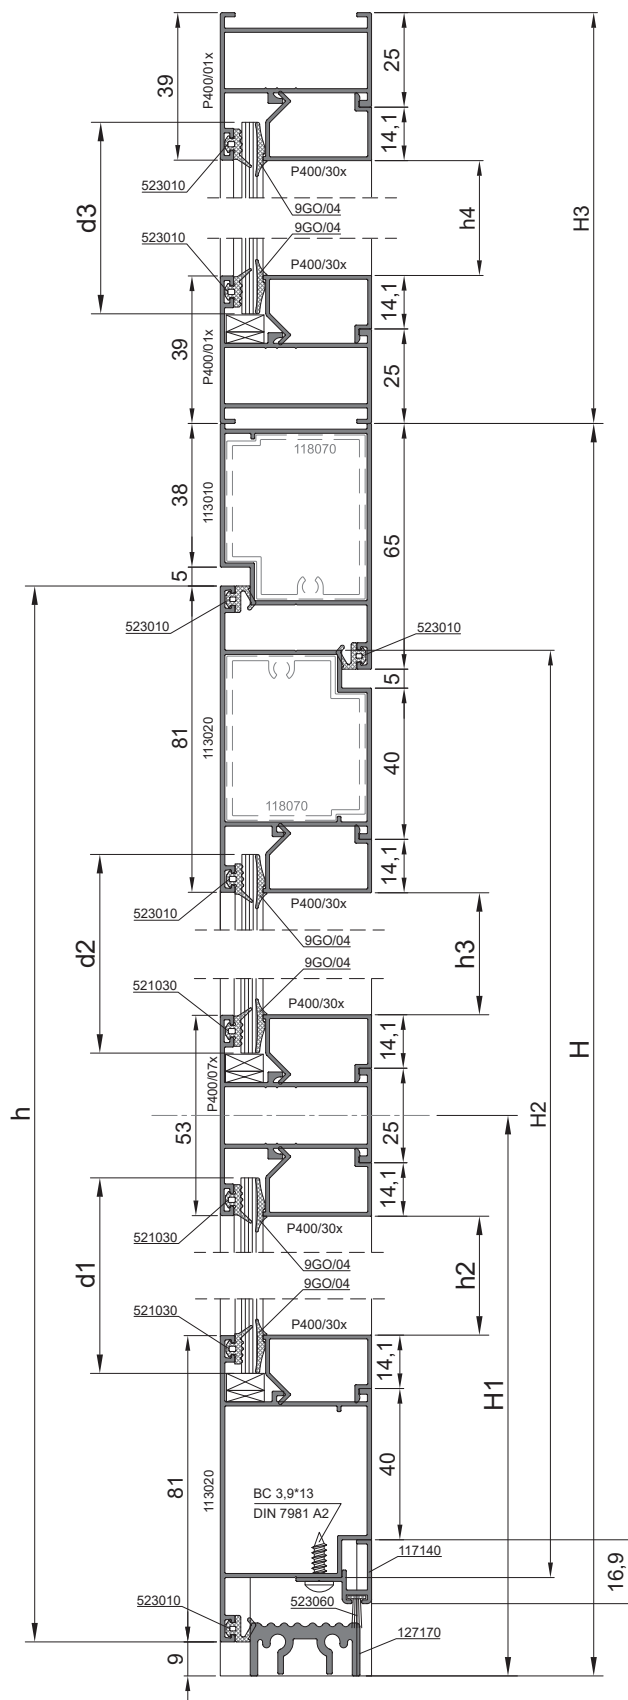 39
P400/01x
25
14,1
523010
P400/30x
9GO/04
d3
h4
H3
9GO/04
523010
P400/30x
14,1
39
P400/01x
25
118070
38
113010
65
5
523010
523010
5
81
113020
40
118070
14,1
523010
P400/30x
9GO/04
d2
h3
9GO/04
521030
P400/30x
14,1
P400/07x
H
h
H2
53
25
14,1
521030
P400/30x
9GO/04
d1
h2
9GO/04
521030
P400/30x
14,1
H1
81
113020
40
BC 3,9*13
DIN 7981 A2
117140
16,9
523060
523010
127170
9